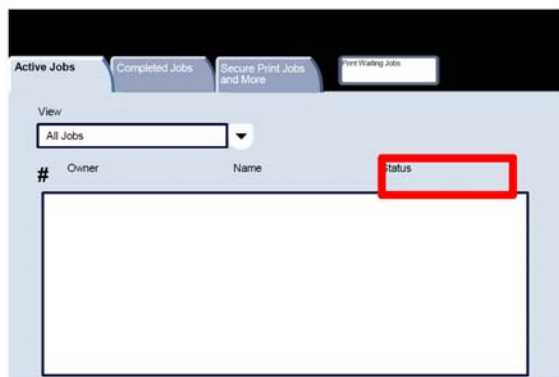 Active Jobs
Completed Jobs
Secure Print Jobs
and More
Print Waiting Jobs
View
All Jobs
# Owner Name Status